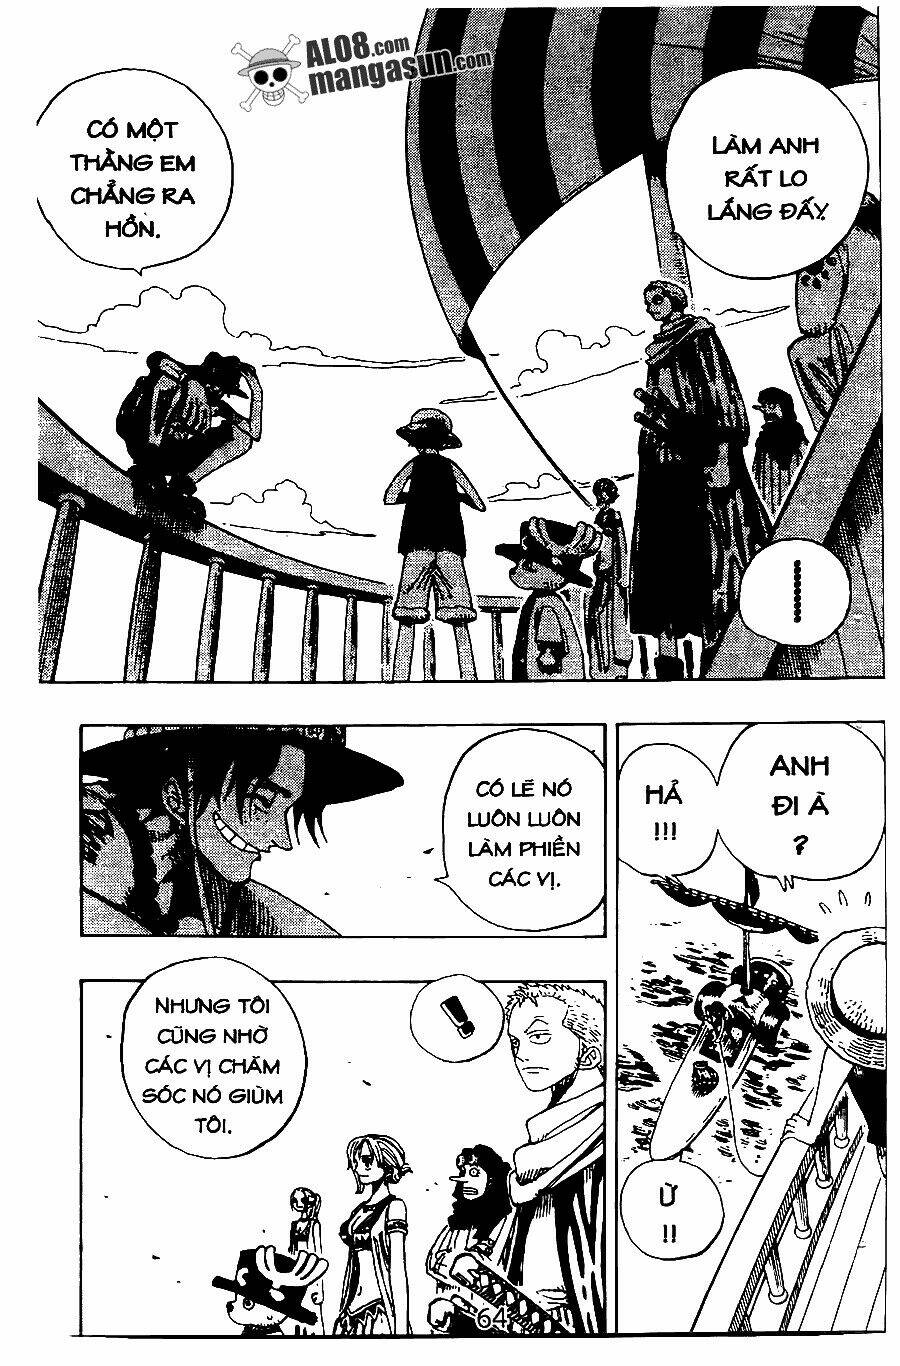 ALO8.com
mangasun.com
CÓ MỘT
THẰNG EM
CHẲNG RA
HỒN.
LÀM ANH
RẤT LO
LẮNG ĐẤY.
CÓ LẼ NÓ
LUÔN LUÔN
LÀM PHIỀN
CÁC VỊ.
ANH
ĐI À
?
HẢ
!!!
NHƯNG TÔI
CŨNG NHỜ
CÁC VỊ CHĂM
SÓC NÓ GIÙM
TÔI.
!
Ừ
!!
64